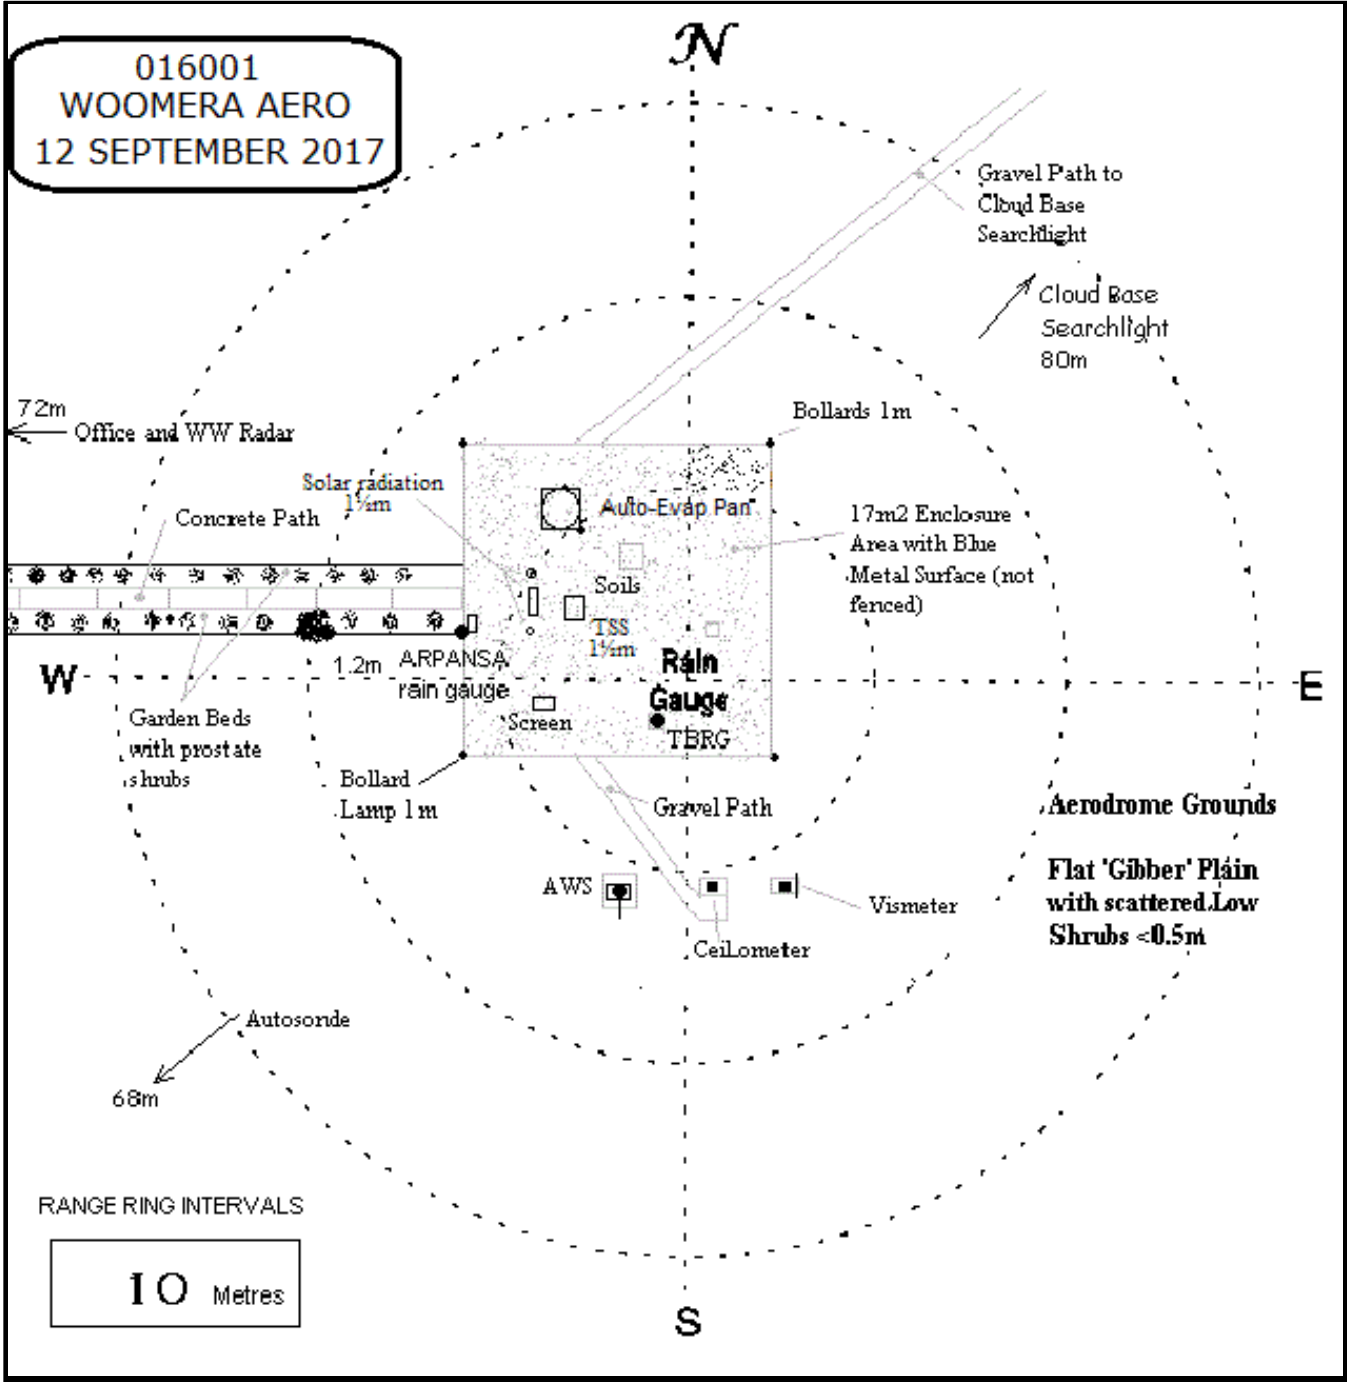 N
016001
WOOMERA AERO
12 SEPTEMBER 2017
Gravel Path to
Cloud Base
Searchlight
Cloud Base
Searchlight
80m
72m
Office and WW Radar
Bollards 1m
Solar radiation
1½m
Auto-Evap Pan
Concrete Path
17m2 Enclosure
Area with Blue
Metal Surface (not
fenced)
Soils
TSS
1½m
1.2m
ARPANSA
rain gauge
Rain
Gauge
W
E
Screen
TBRG
Garden Beds
with prostate
shrubs
Bollard
Lamp 1m
Gravel Path
Aerodrome Grounds
Flat 'Gibber' Plain
with scattered Low
Shrubs <0.5m
AWS
Vismeter
Ceilometer
Autosonde
68m
RANGE RING INTERVALS
10 Metres
S